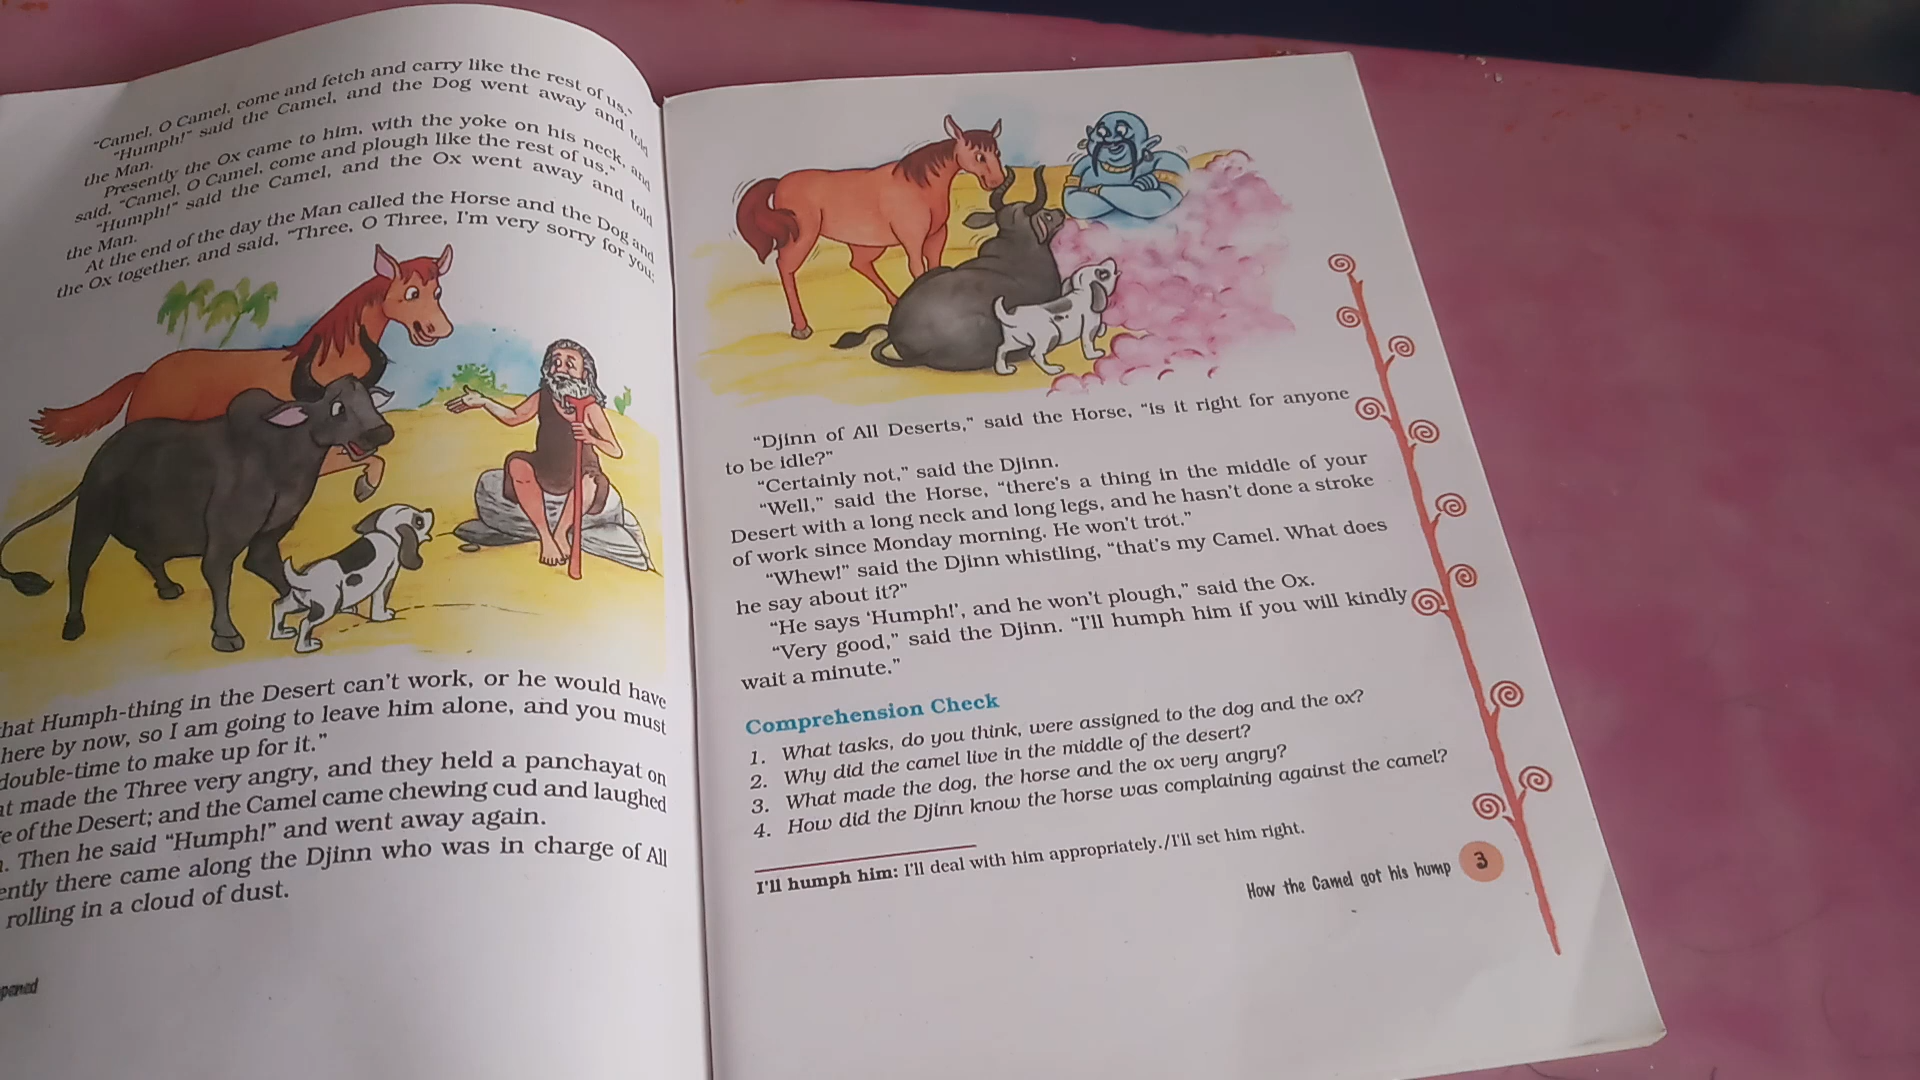 "Camel, O Camel, come and fetch and carry like the rest of us."
"Humph!" said the Camel, and the Dog went away and told
the Man.
Presently the Ox came to him, with the yoke on his neck, and
said, "Camel, O Camel, come and plough like the rest of us."
"Humph!" said the Camel, and the Ox went away and told
the Man.
At the end of the day the Man called the Horse and the Dog and
the Ox together, and said, "Three, O Three, I'm very sorry for you;
Humph-thing in the Desert can't work, or he would have
here by now, so I am going to leave him alone, and you must
double-time to make up for it."
made the Three very angry, and they held a panchayat on
of the Desert; and the Camel came chewing cud and laughed
Then he said "Humph!" and went away again.
there came along the Djinn who was in charge of All
rolling in a cloud of dust.
"Djinn of All Deserts," said the Horse, "is it right for anyone
to be idle?"
"Certainly not," said the Djinn.
"Well," said the Horse, "there's a thing in the middle of your
Desert with a long neck and long legs, and he hasn't done a stroke
of work since Monday morning. He won't trot."
"Whew!" said the Djinn whistling, "that's my Camel. What does
he say about it?"
"He says 'Humph!', and he won't plough," said the Ox.
"Very good," said the Djinn. "I'll humph him if you will kindly
wait a minute."
Comprehension Check
1. What tasks, do you think, were assigned to the dog and the ox?
2. Why did the camel live in the middle of the desert?
3. What made the dog, the horse and the ox very angry?
4. How did the Djinn know the horse was complaining against the camel?
I'll humph him: I'll deal with him appropriately./I'll set him right.
How the Camel got his hump 3